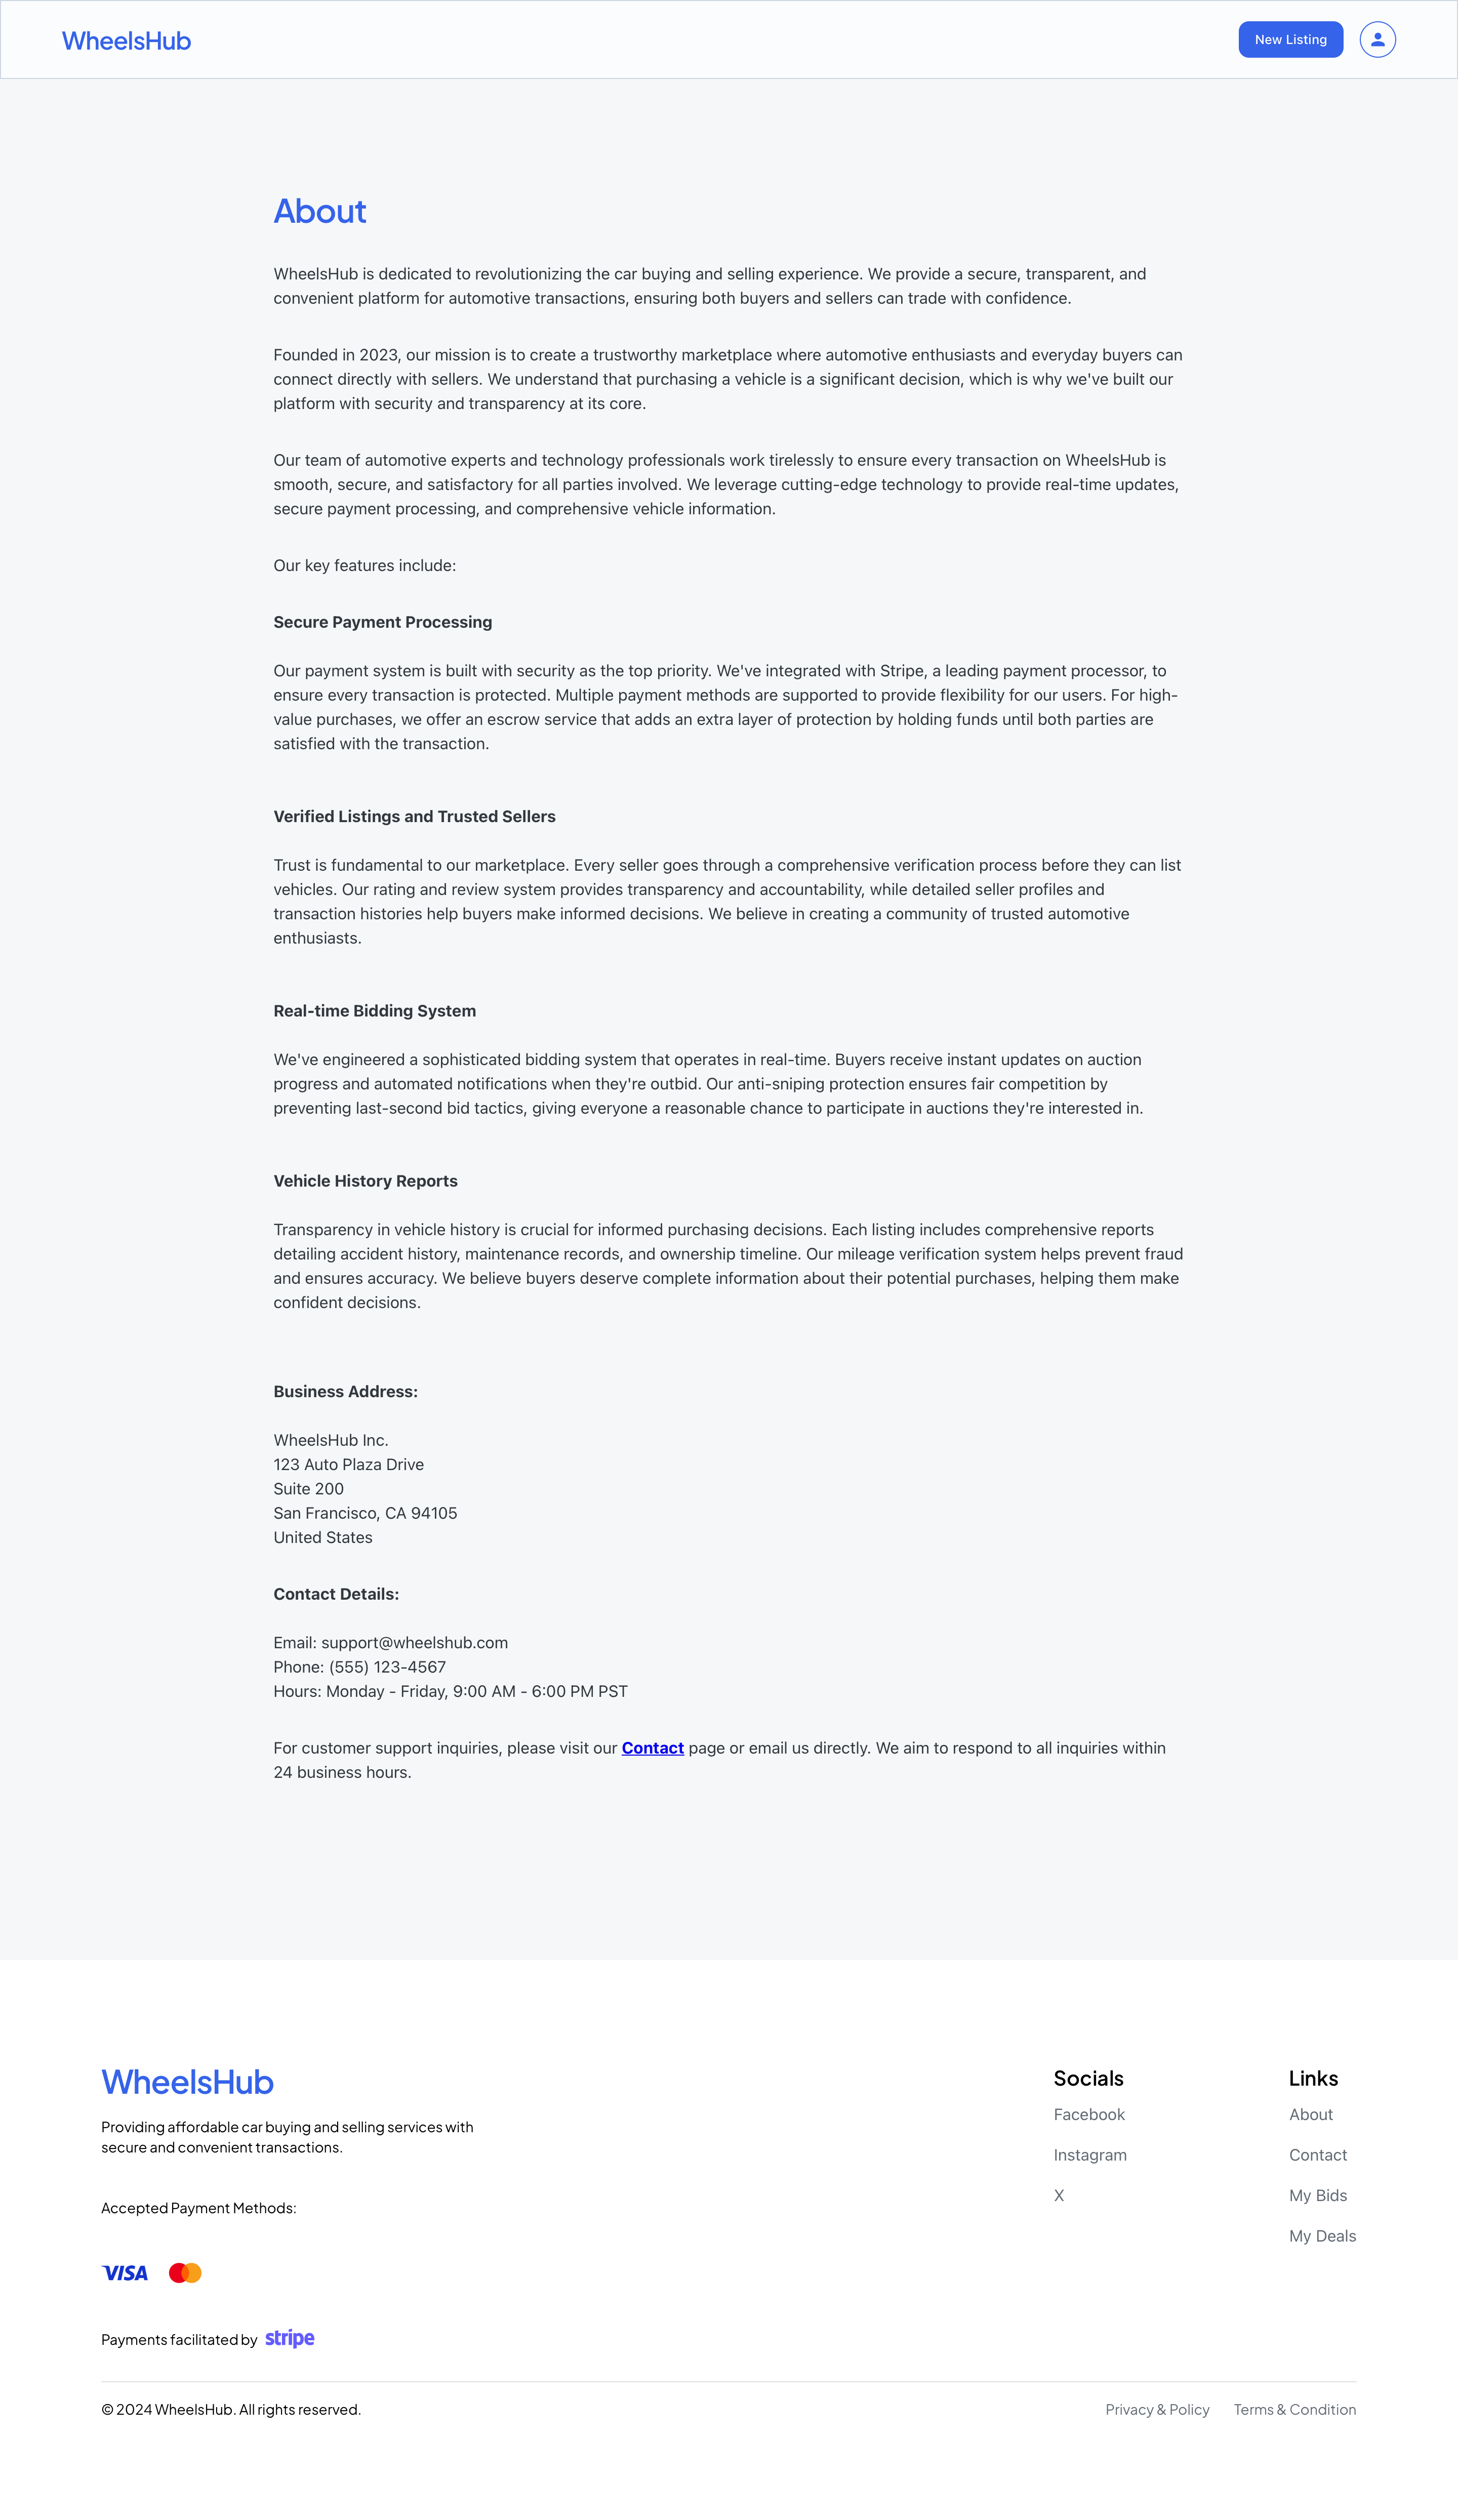 WheelsHub
New Listing
About
WheelsHub is dedicated to revolutionizing the car buying and selling experience. We provide a secure, transparent, and
convenient platform for automotive transactions, ensuring both buyers and sellers can trade with confidence.
Founded in 2023, our mission is to create a trustworthy marketplace where automotive enthusiasts and everyday buyers can
connect directly with sellers. We understand that purchasing a vehicle is a significant decision, which is why we've built our
platform with security and transparency at its core.
Our team of automotive experts and technology professionals work tirelessly to ensure every transaction on WheelsHub is
smooth, secure, and satisfactory for all parties involved. We leverage cutting-edge technology to provide real-time updates,
secure payment processing, and comprehensive vehicle information.
Our key features include:
Secure Payment Processing
Our payment system is built with security as the top priority. We've integrated with Stripe, a leading payment processor, to
ensure every transaction is protected. Multiple payment methods are supported to provide flexibility for our users. For high-
value purchases, we offer an escrow service that adds an extra layer of protection by holding funds until both parties are
satisfied with the transaction.
Verified Listings and Trusted Sellers
Trust is fundamental to our marketplace. Every seller goes through a comprehensive verification process before they can list
vehicles. Our rating and review system provides transparency and accountability, while detailed seller profiles and
transaction histories help buyers make informed decisions. We believe in creating a community of trusted automotive
enthusiasts.
Real-time Bidding System
We've engineered a sophisticated bidding system that operates in real-time. Buyers receive instant updates on auction
progress and automated notifications when they're outbid. Our anti-sniping protection ensures fair competition by
preventing last-second bid tactics, giving everyone a reasonable chance to participate in auctions they're interested in.
Vehicle History Reports
Transparency in vehicle history is crucial for informed purchasing decisions. Each listing includes comprehensive reports
detailing accident history, maintenance records, and ownership timeline. Our mileage verification system helps prevent fraud
and ensures accuracy. We believe buyers deserve complete information about their potential purchases, helping them make
confident decisions.
Business Address:
WheelsHub Inc.
123 Auto Plaza Drive
Suite 200
San Francisco, CA 94105
United States
Contact Details:
Email: support@wheelshub.com
Phone: (555) 123-4567
Hours: Monday - Friday, 9:00 AM - 6:00 PM PST
For customer support inquiries, please visit our Contact page or email us directly. We aim to respond to all inquiries within
24 business hours.
WheelsHub
Providing affordable car buying and selling services with
secure and convenient transactions.
Accepted Payment Methods:
VISA
Payments facilitated by stripe
Socials
Facebook
Instagram
X
Links
About
Contact
My Bids
My Deals
© 2024 WheelsHub. All rights reserved.
Privacy & Policy
Terms & Condition